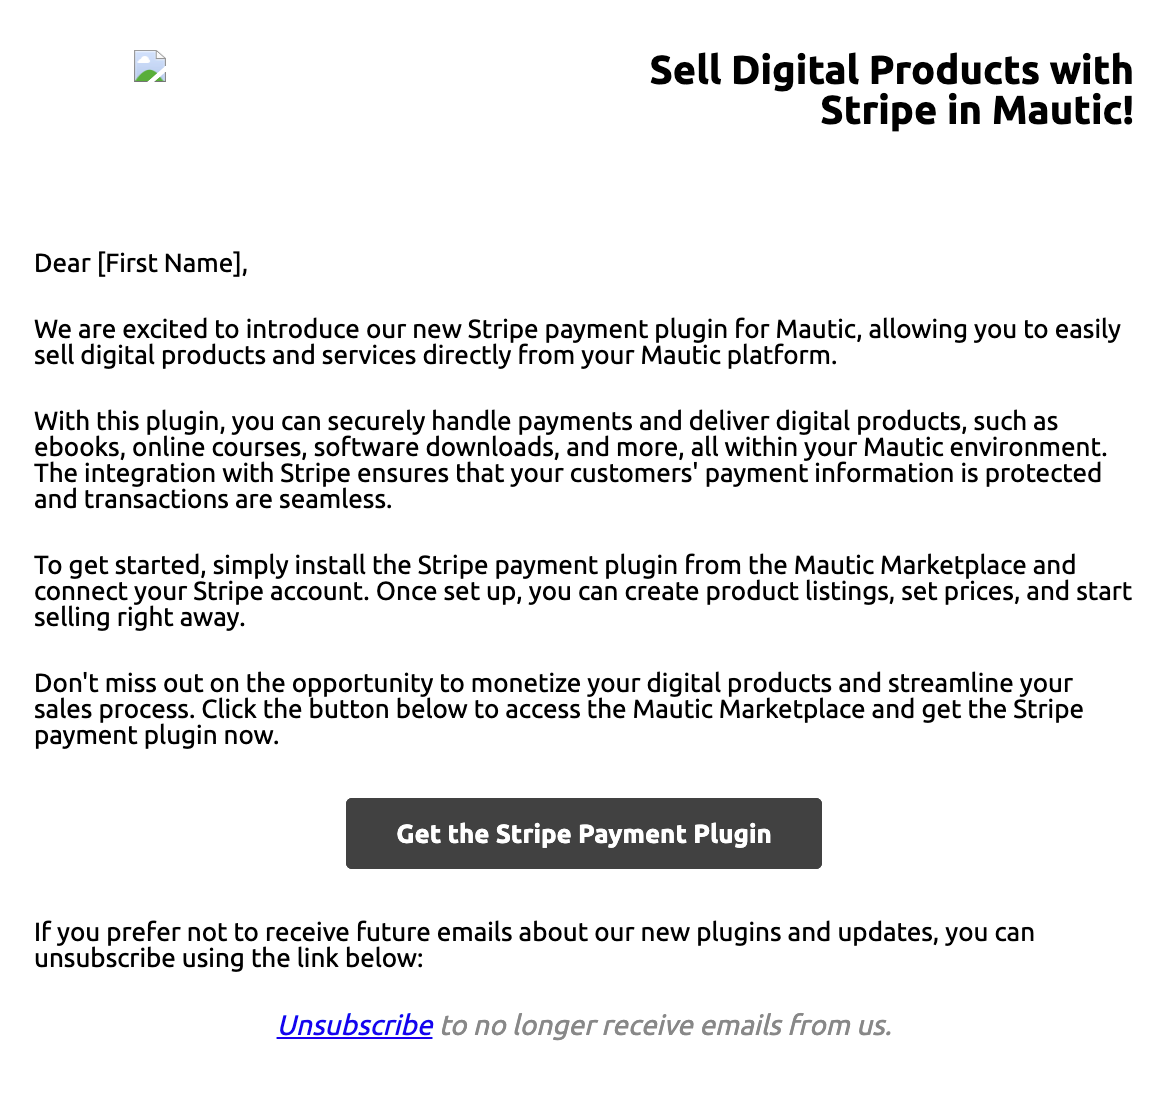 Sell Digital Products with
Stripe in Mautic!
Dear [First Name],
We are excited to introduce our new Stripe payment plugin for Mautic, allowing you to easily
sell digital products and services directly from your Mautic platform.
With this plugin, you can securely handle payments and deliver digital products, such as
ebooks, online courses, software downloads, and more, all within your Mautic environment.
The integration with Stripe ensures that your customers' payment information is protected
and transactions are seamless.
To get started, simply install the Stripe payment plugin from the Mautic Marketplace and
connect your Stripe account. Once set up, you can create product listings, set prices, and start
selling right away.
Don't miss out on the opportunity to monetize your digital products and streamline your
sales process. Click the button below to access the Mautic Marketplace and get the Stripe
payment plugin now.
Get the Stripe Payment Plugin
If you prefer not to receive future emails about our new plugins and updates, you can
unsubscribe using the link below:
Unsubscribe to no longer receive emails from us.